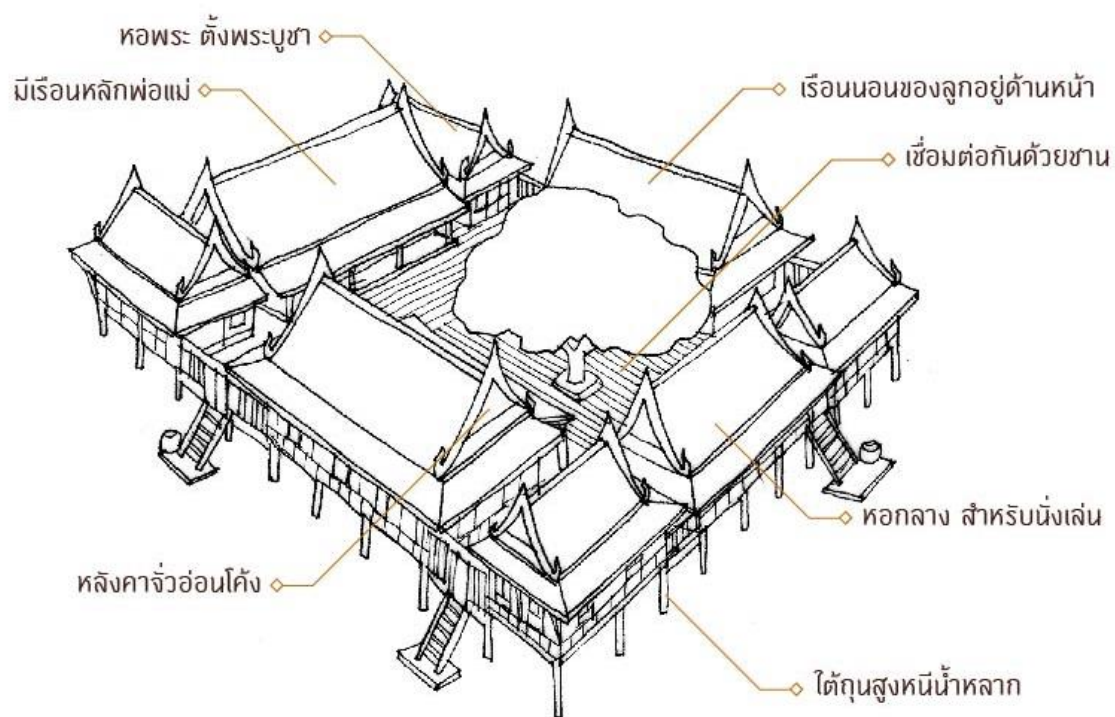 หอพระ ตั้งพระบูชา
มีเรือนหลักพ่อแม่
เรือนนอนของลูกอยู่ด้านหน้า
เชื่อมต่อกันด้วยชาน
หอกลาง สำหรับนั่งเล่น
หลังคาจั่วอ่อนโค้ง
ใต้ถุนสูงหนีน้ำหลาก